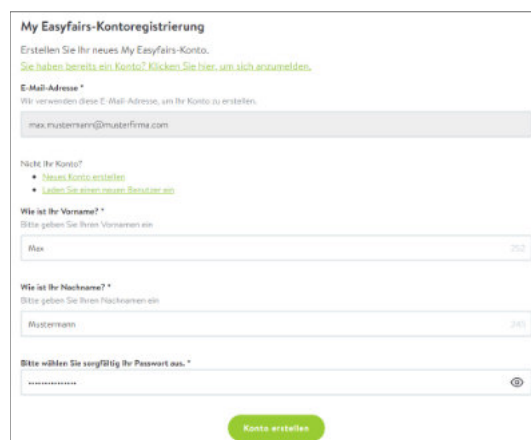 My Easyfairs-Kontoregistrierung
Erstellen Sie Ihr neues My Easyfairs-Konto.
Sie haben bereits ein Konto? Klicken Sie hier, um sich anzumelden.
E-Mail-Adresse *
Wir verwenden diese E-Mail-Adresse, um Ihr Konto zu erstellen.
max.mustermann@musterfirma.com
Nicht Ihr Konto?
Neues Konto erstellen
Laden Sie einen neuen Benutzer ein
Wie ist Ihr Vorname? *
Bitte geben Sie Ihren Vornamen ein
Max 252
Wie ist Ihr Nachname? *
Bitte geben Sie Ihren Nachnamen ein
Mustermann
Bitte wählen Sie sorgfältig Ihr Passwort aus. *
Konto erstellen